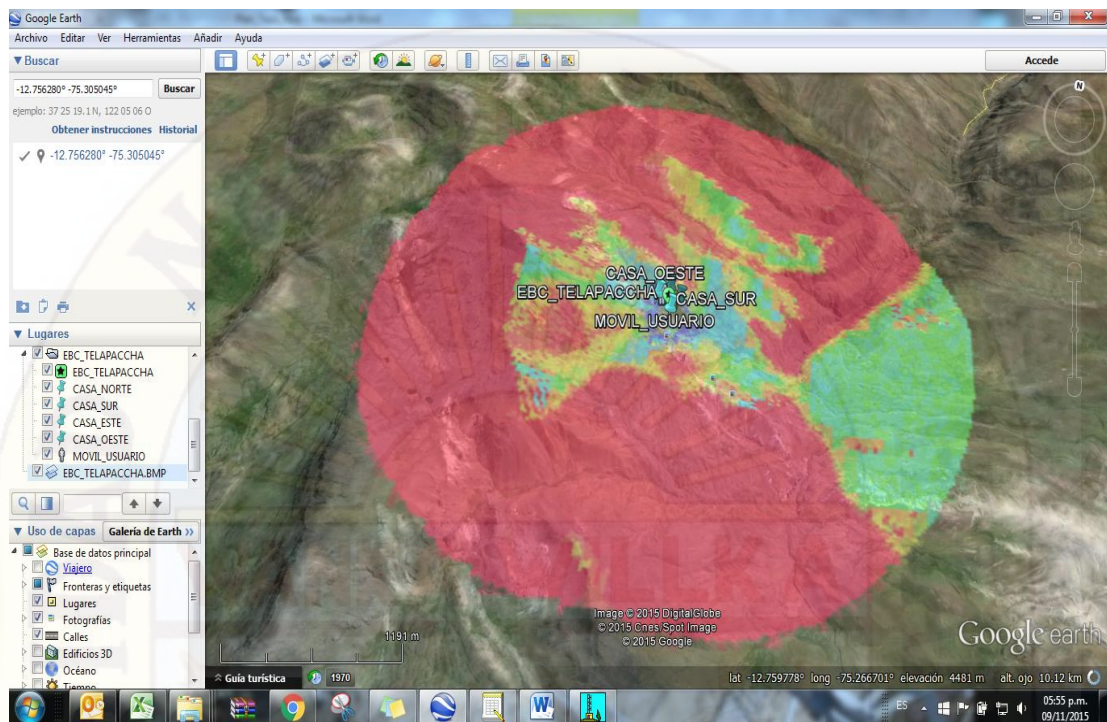 Google Earth
Archivo Editar Ver Herramientas Añadir Ayuda
▼ Buscar
-12.756280° -75.305045° Buscar
ejemplo: 37 25 19.1 N, 122 05 06 O
Obtener instrucciones Historial
-12.756280° -75.305045°
▼ Lugares
EBC_TELAPACCHA
EBC_TELAPACCHA
CASA_NORTE
CASA_SUR
CASA_ESTE
CASA_OESTE
MOVIL_USUARIO
EBC_TELAPACCHA.BMP
▼ Uso de capas Galería de Earth »
Base de datos principal
Viajero
Fronteras y etiquetas
Lugares
Fotografías
Calles
Edificios 3D
Océano
Tiempo
Accede
N
CASA_OESTE
EBC_TELAPACCHA CASA_SUR
MOVIL_USUARIO
Image © 2015 DigitalGlobe
© 2015 Cnes/Spot Image
© 2015 Google
Google earth
1191 m
Guía turística 1970
lat -12.759778° long -75.266701° elevación 4481 m alt. ojo 10.12 km
ES 05:55 p.m.
09/11/2015